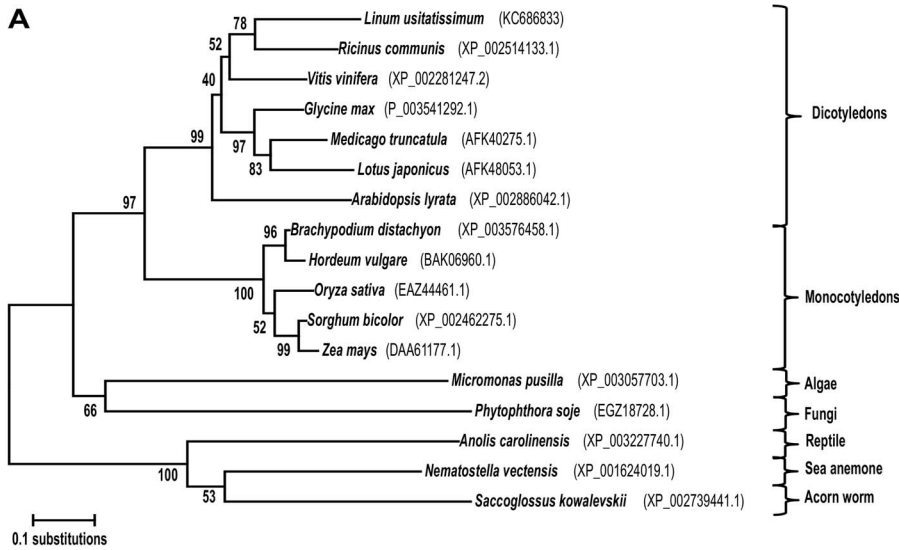 A
Linum usitatissimum (KC686833)
78
Ricinus communis (XP_002514133.1)
52
Vitis vinifera (XP_002281247.2)
40
Glycine max (P_003541292.1)
Dicotyledons
Medicago truncatula (AFK40275.1)
99
97
Lotus japonicus (AFK48053.1)
83
Arabidopsis lyrata (XP_002886042.1)
97
Brachypodium distachyon (XP_003576458.1)
96
Hordeum vulgare (BAK06960.1)
100
Oryza sativa (EAZ44461.1)
Monocotyledons
Sorghum bicolor (XP_002462275.1)
52
Zea mays (DAA61177.1)
99
Micromonas pusilla (XP_003057703.1)
Algae
66
Phytophthora soje (EGZ18728.1)
Fungi
Anolis carolinensis (XP_003227740.1)
Reptile
100
Nematostella vectensis (XP_001624019.1)
Sea anemone
53
Saccoglossus kowalevskii (XP_002739441.1)
Acorn worm
0.1 substitutions